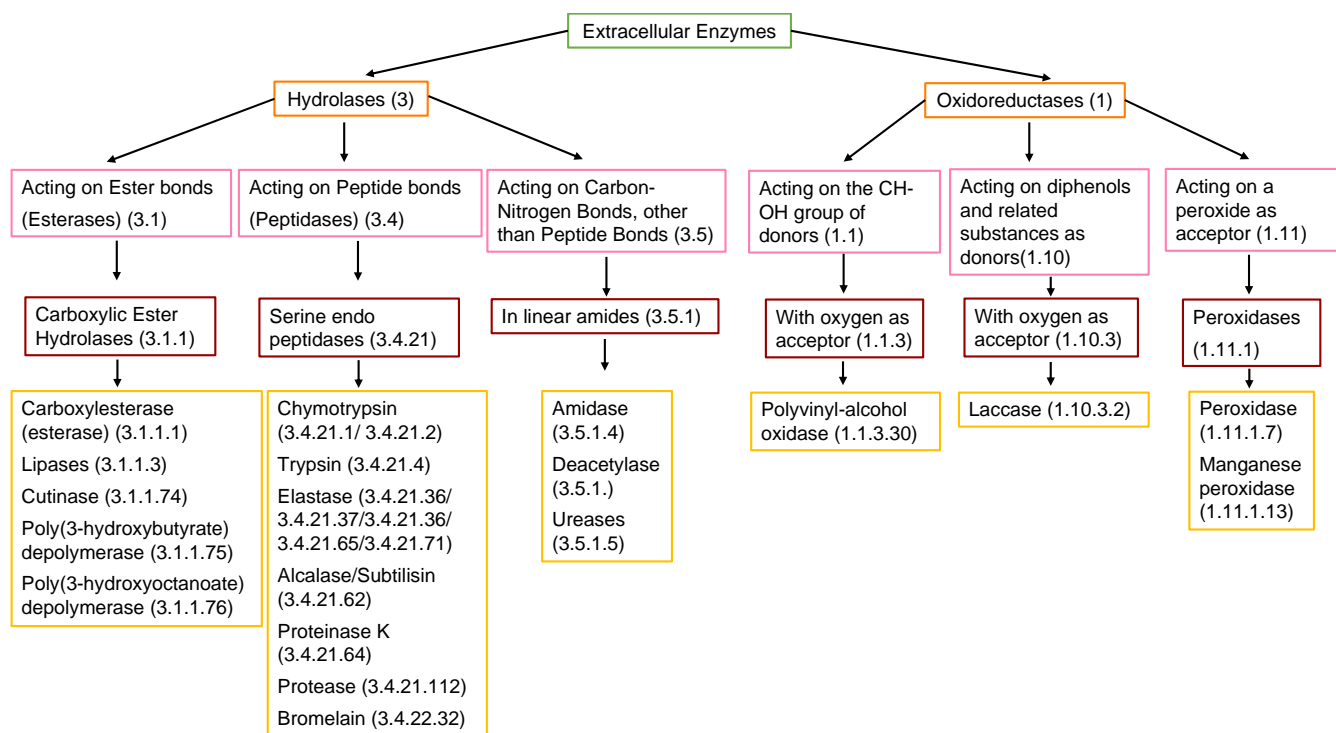 Extracellular Enzymes
Hydrolases (3)
Oxidoreductases (1)
Acting on Ester bonds
(Esterases) (3.1)
Acting on Peptide bonds
(Peptidases) (3.4)
Acting on Carbon-
Nitrogen Bonds, other
than Peptide Bonds (3.5)
Acting on the CH-
OH group of
donors (1.1)
Acting on diphenols
and related
substances as
donors(1.10)
Acting on a
peroxide as
acceptor (1.11)
Carboxylic Ester
Hydrolases (3.1.1)
Serine endo
peptidases (3.4.21)
In linear amides (3.5.1)
With oxygen as
acceptor (1.1.3)
With oxygen as
acceptor (1.10.3)
Peroxidases
(1.11.1)
Carboxylesterase
(esterase) (3.1.1.1)
Lipases (3.1.1.3)
Cutinase (3.1.1.74)
Poly(3-hydroxybutyrate)
depolymerase (3.1.1.75)
Poly(3-hydroxyoctanoate)
depolymerase (3.1.1.76)
Chymotrypsin
(3.4.21.1/ 3.4.21.2)
Trypsin (3.4.21.4)
Elastase (3.4.21.36/
3.4.21.37/3.4.21.36/
3.4.21.65/3.4.21.71)
Alcalase/Subtilisin
(3.4.21.62)
Proteinase K
(3.4.21.64)
Protease (3.4.21.112)
Bromelain (3.4.22.32)
Amidase
(3.5.1.4)
Deacetylase
(3.5.1.)
Ureases
(3.5.1.5)
Polyvinyl-alcohol
oxidase (1.1.3.30)
Laccase (1.10.3.2)
Peroxidase
(1.11.1.7)
Manganese
peroxidase
(1.11.1.13)